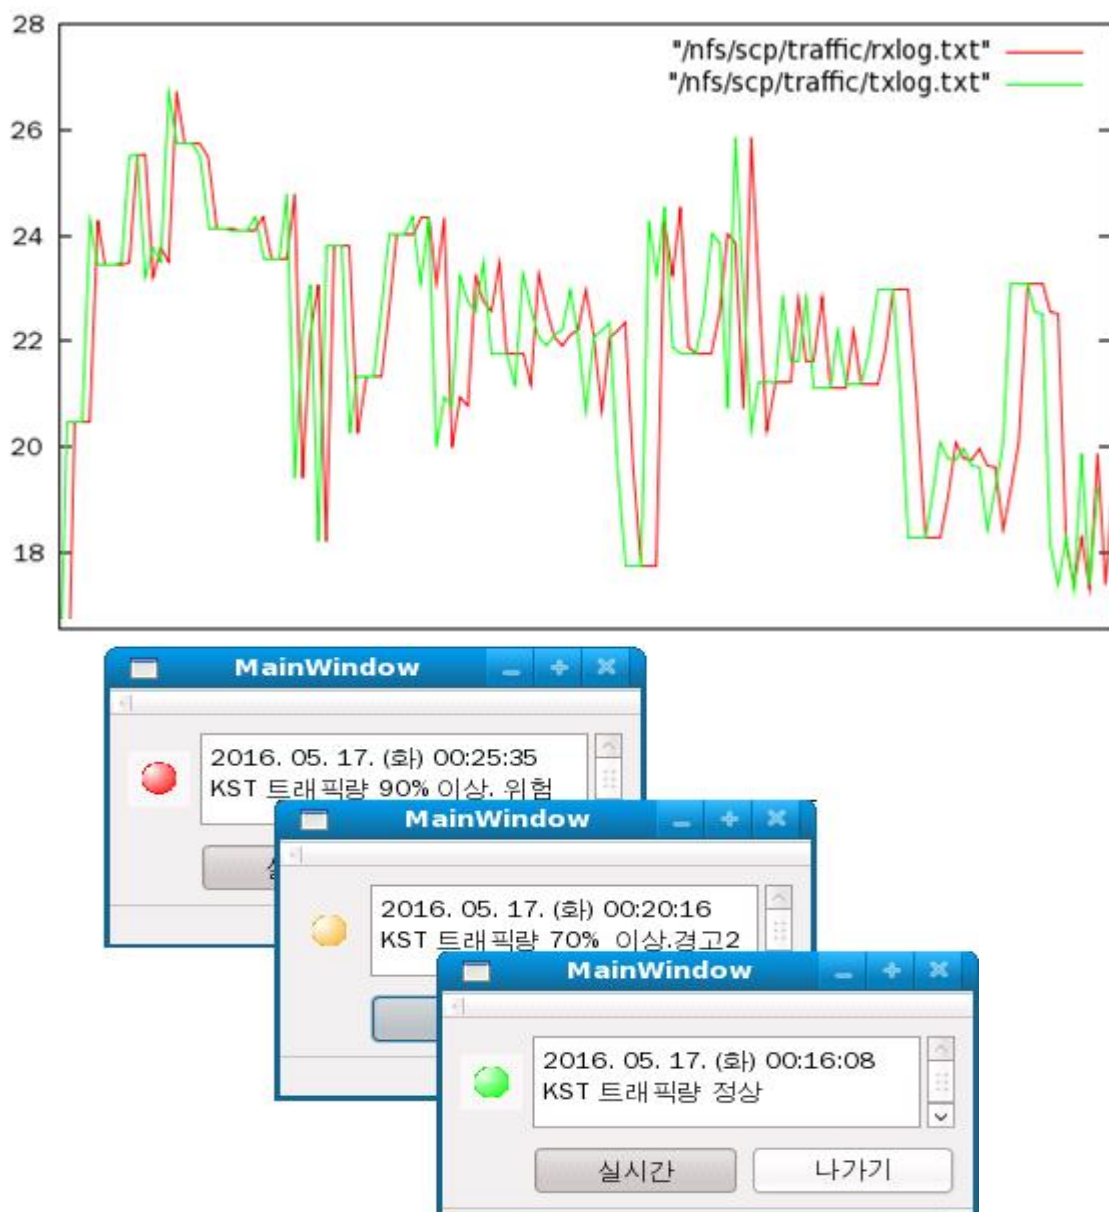 28
"/nfs/scp/traffic/rxlog.txt"
"/nfs/scp/traffic/txlog.txt"
26
24
22
20
18
MainWindow
2016. 05. 17. (화) 00:25:35
KST 트래픽량 90% 이상. 위험
MainWindow
2016. 05. 17. (화) 00:20:16
KST 트래픽량 70% 이상.경고2
MainWindow
2016. 05. 17. (화) 00:16:08
KST 트래픽량 정상
실시간 나가기